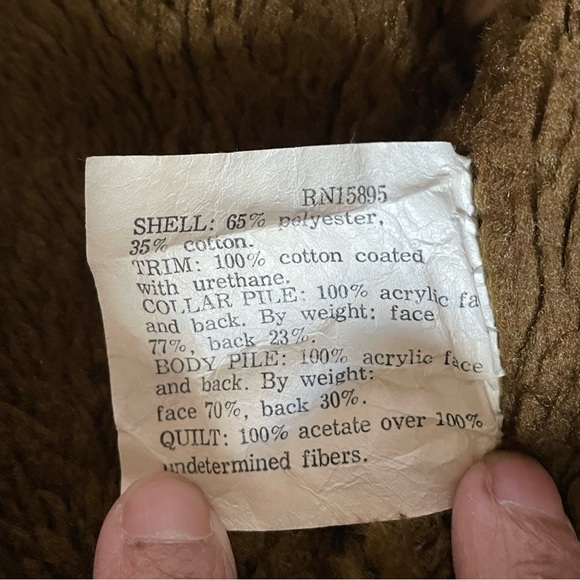 RN15895
SHELL: 65% polyester,
35% cotton.
TRIM: 100% cotton coated
with urethane.
COLLAR PILE: 100% acrylic fa
and back. By weight: face
77%, back 23%.
BODY PILE: 100% acrylic face
and back. By weight:
face 70%, back 30%.
QUILT: 100% acetate over 100%
undetermined fibers.